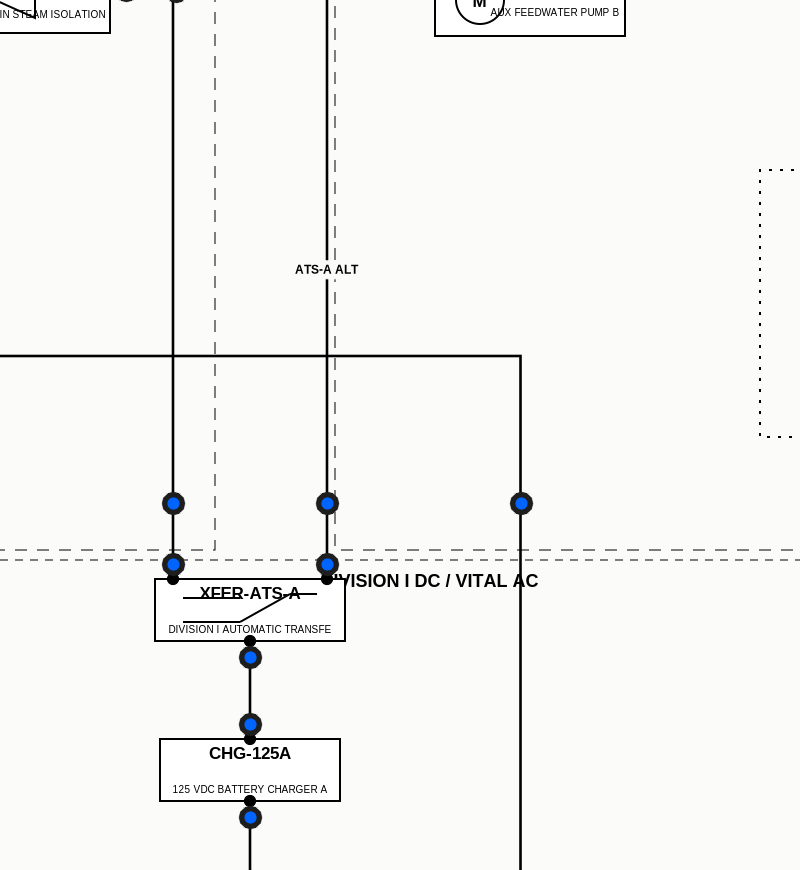 IN STEAM ISOLATION
M
AUX FEEDWATER PUMP B
ATS-A ALT
VISION I DC / VITAL AC
XFER-ATS-A
DIVISION I AUTOMATIC TRANSFE
CHG-125A
125 VDC BATTERY CHARGER A